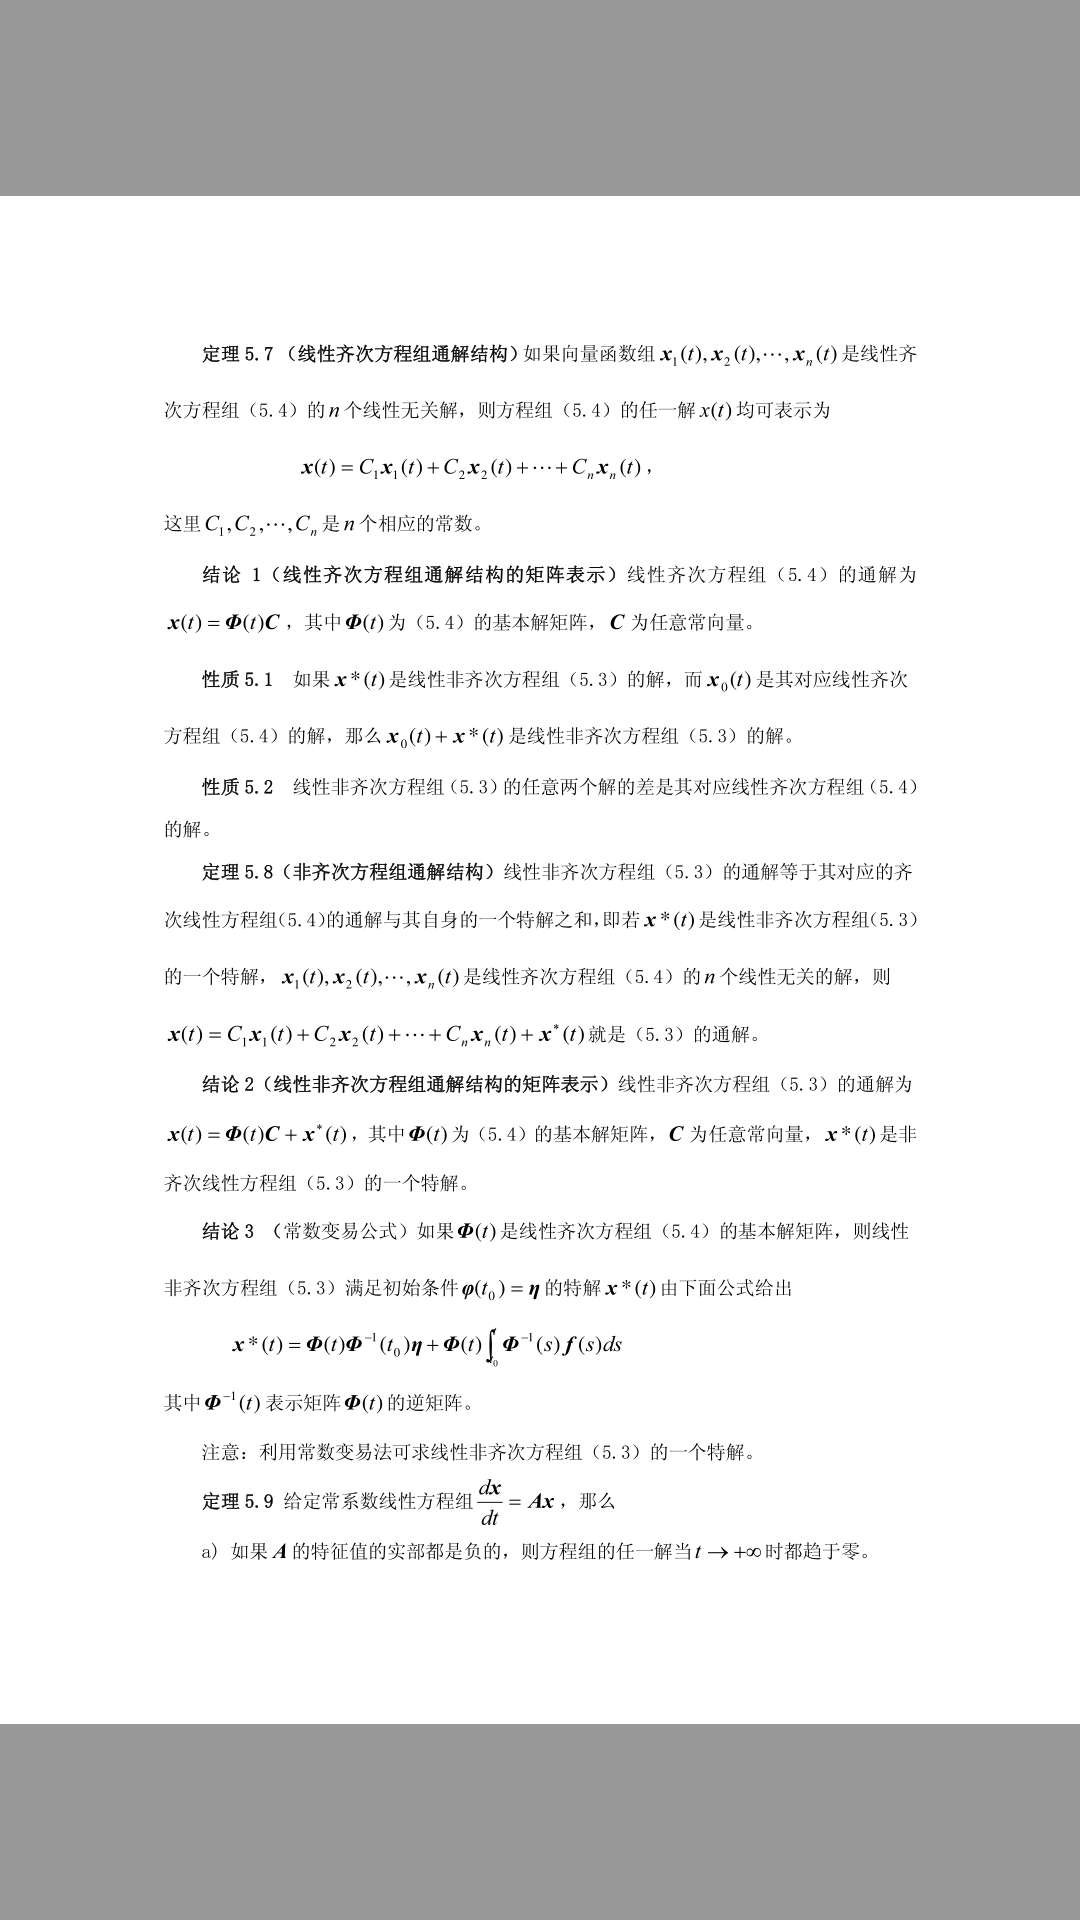 定理 5.7 （线性齐次方程组通解结构）如果向量函数组 x₁(t), x₂(t),⋯, xₙ(t) 是线性齐
次方程组（5.4）的 n 个线性无关解，则方程组（5.4）的任一解 x(t) 均可表示为
x(t) = C₁x₁(t) + C₂x₂(t) + ⋯ + Cₙxₙ(t)，
这里 C₁, C₂,⋯, Cₙ 是 n 个相应的常数。
结论 1（线性齐次方程组通解结构的矩阵表示）线性齐次方程组（5.4）的通解为
x(t) = Φ(t)C ，其中 Φ(t) 为（5.4）的基本解矩阵， C 为任意常向量。
性质 5.1 如果 x*(t) 是线性非齐次方程组（5.3）的解，而 x₀(t) 是其对应线性齐次
方程组（5.4）的解，那么 x₀(t) + x*(t) 是线性非齐次方程组（5.3）的解。
性质 5.2 线性非齐次方程组（5.3）的任意两个解的差是其对应线性齐次方程组（5.4）
的解。
定理 5.8（非齐次方程组通解结构）线性非齐次方程组（5.3）的通解等于其对应的齐
次线性方程组（5.4）的通解与其自身的一个特解之和，即若 x*(t) 是线性非齐次方程组（5.3）
的一个特解， x₁(t), x₂(t),⋯, xₙ(t) 是线性齐次方程组（5.4）的 n 个线性无关的解，则
x(t) = C₁x₁(t) + C₂x₂(t) + ⋯ + Cₙxₙ(t) + x*(t) 就是（5.3）的通解。
结论 2（线性非齐次方程组通解结构的矩阵表示）线性非齐次方程组（5.3）的通解为
x(t) = Φ(t)C + x*(t)，其中 Φ(t) 为（5.4）的基本解矩阵， C 为任意常向量， x*(t) 是非
齐次线性方程组（5.3）的一个特解。
结论 3 （常数变易公式）如果 Φ(t) 是线性齐次方程组（5.4）的基本解矩阵，则线性
非齐次方程组（5.3）满足初始条件 φ(t₀) = η 的特解 x*(t) 由下面公式给出
x*(t) = Φ(t)Φ⁻¹(t₀)η + Φ(t)∫ₜ₀ᵗ Φ⁻¹(s) f(s)ds
其中 Φ⁻¹(t) 表示矩阵 Φ(t) 的逆矩阵。
注意：利用常数变易法可求线性非齐次方程组（5.3）的一个特解。
定理 5.9 给定常系数线性方程组 dx/dt = Ax ，那么
a) 如果 A 的特征值的实部都是负的，则方程组的任一解当 t → +∞ 时都趋于零。